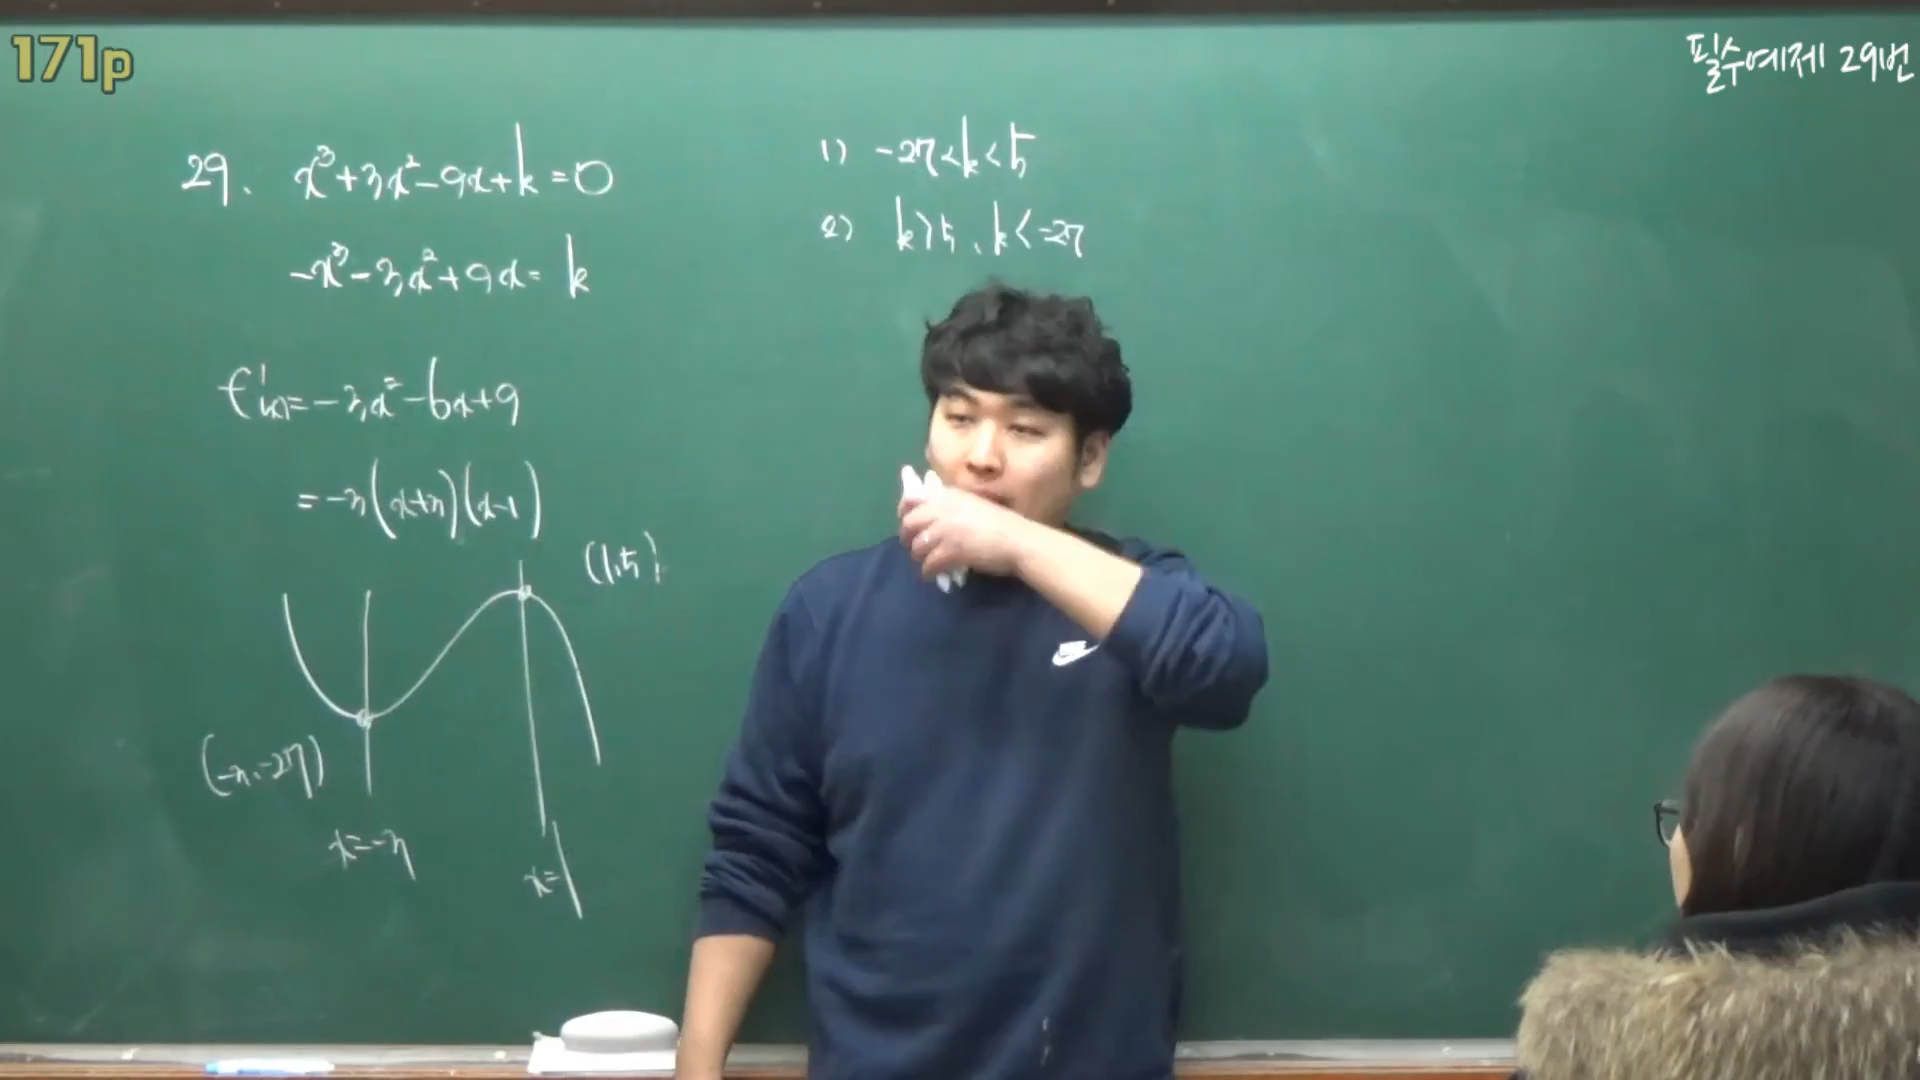 171p
필수예제 29번
29. x³+3x²-9x+k=0
-x³-3x²+9x=k
f'(x)=-3x²-6x+9
=-3(x+3)(x-1)
(1,5)
(-3,-27)
x=-3
x=1
1) -27<k<5
2) k>5, k<-27